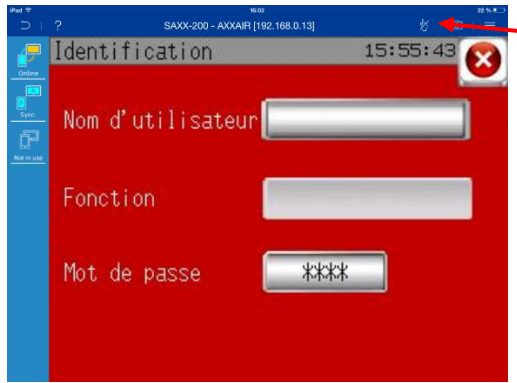 iPad 16:02 22 %
? SAXX-200 - AXXAIR [192.168.0.13]
Identification 15:55:43
Online
Sync.
Not in use
Nom d'utilisateur
Fonction
Mot de passe ****